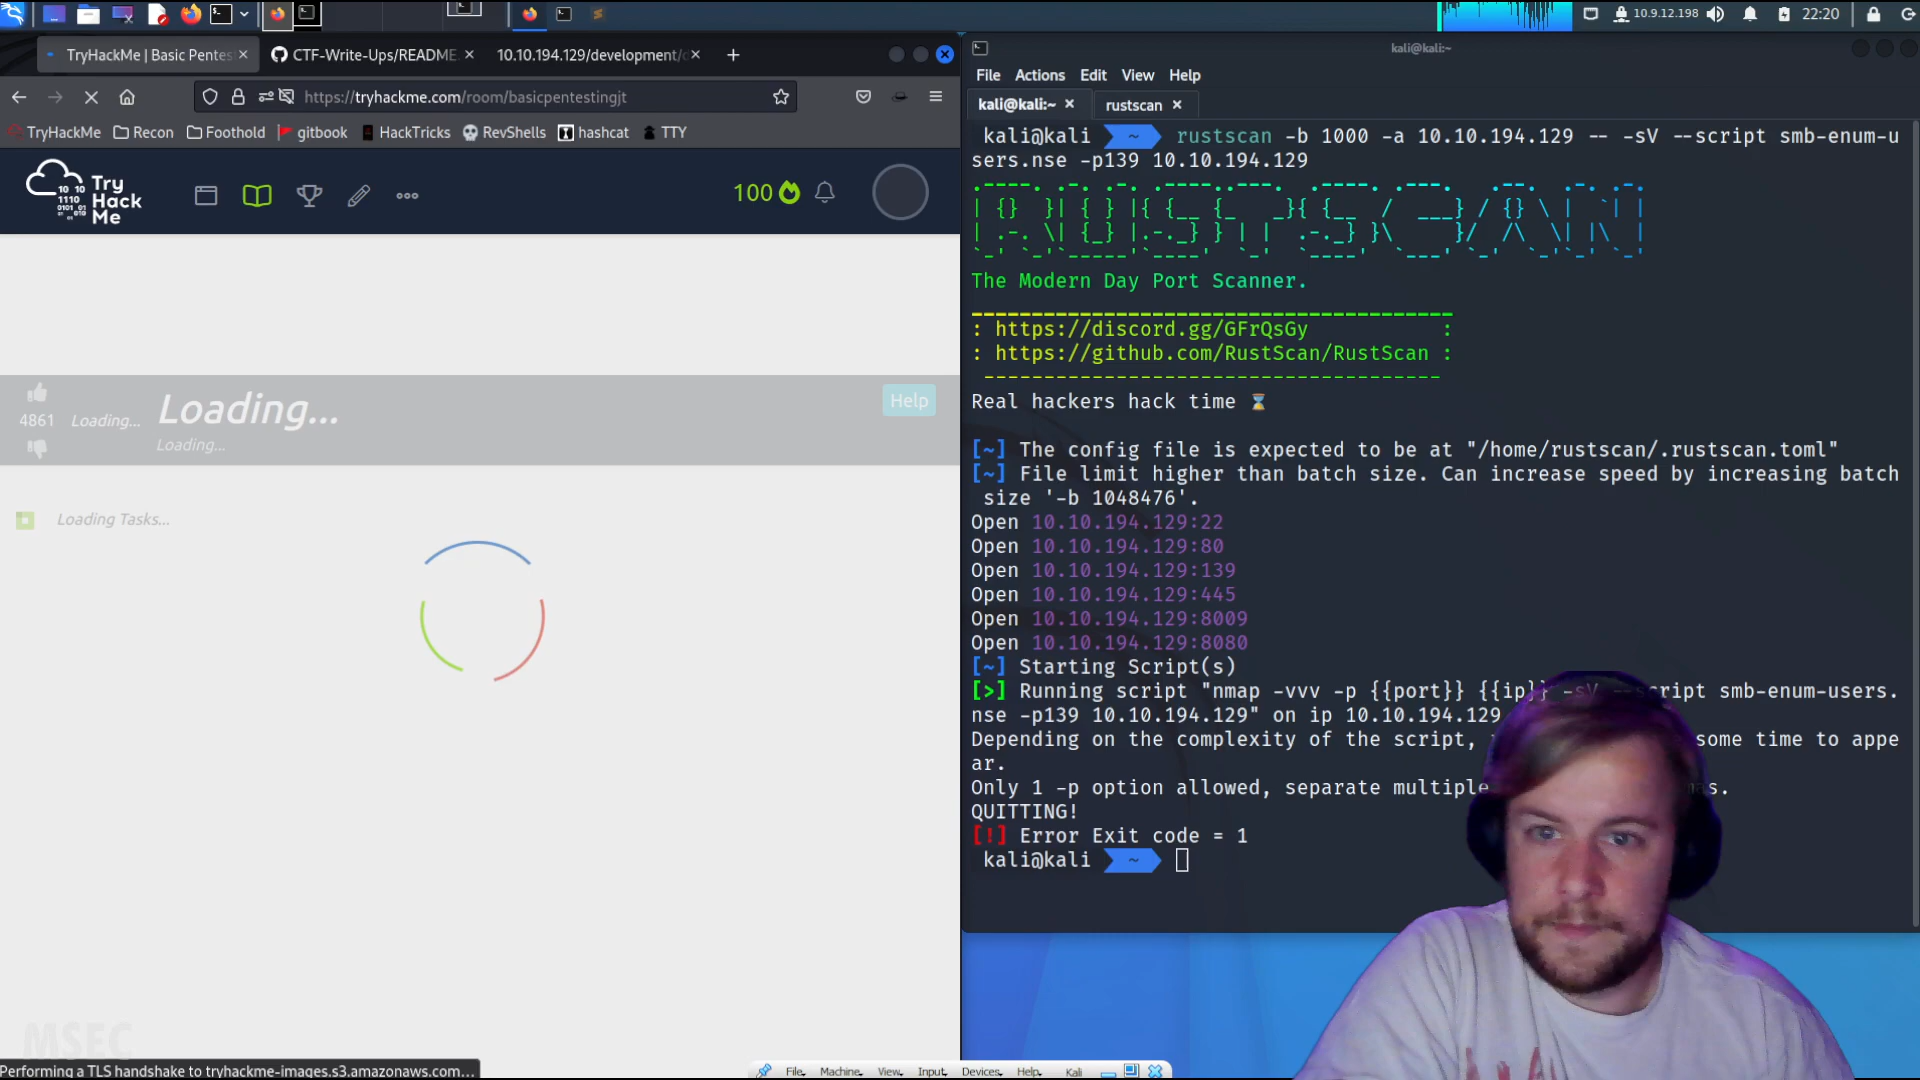 10.9.12.198
22:20
TryHackMe | Basic Pentes
CTF-Write-Ups/README.
10.10.194.129/development/
https://tryhackme.com/room/basicpentestingjt
TryHackMe
Recon
Foothold
gitbook
HackTricks
RevShells
hashcat
TTY
Try
Hack
Me
100
4861
Loading...
Loading...
Loading...
Help
Loading Tasks...
MSEC
Performing a TLS handshake to tryhackme-images.s3.amazonaws.com...
kali@kali:~
File Actions Edit View Help
kali@kali:~
rustscan
kali@kali ~ rustscan -b 1000 -a 10.10.194.129 -- -sV --script smb-enum-u
sers.nse -p139 10.10.194.129
RUSTSCAN
The Modern Day Port Scanner.
: https://discord.gg/GFrQsGy :
: https://github.com/RustScan/RustScan :
Real hackers hack time ⌛
[~] The config file is expected to be at "/home/rustscan/.rustscan.toml"
[~] File limit higher than batch size. Can increase speed by increasing batch
size '-b 1048476'.
Open 10.10.194.129:22
Open 10.10.194.129:80
Open 10.10.194.129:139
Open 10.10.194.129:445
Open 10.10.194.129:8009
Open 10.10.194.129:8080
[~] Starting Script(s)
[>] Running script "nmap -vvv -p {{port}} {{ip}} -sV --script smb-enum-users.
nse -p139 10.10.194.129" on ip 10.10.194.129
Depending on the complexity of the script, some time to appe
ar.
Only 1 -p option allowed, separate multiple
QUITTING!
[!] Error Exit code = 1
kali@kali ~
File Machine View Input Devices Help Kali